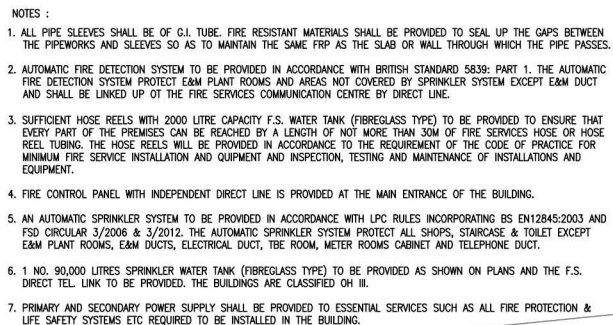 NOTES :
1. ALL PIPE SLEEVES SHALL BE OF G.I. TUBE. FIRE RESISTANT MATERIALS SHALL BE PROVIDED TO SEAL UP THE GAPS BETWEEN
THE PIPEWORKS AND SLEEVES SO AS TO MAINTAIN THE SAME FRP AS THE SLAB OR WALL THROUGH WHICH THE PIPE PASSES.
2. AUTOMATIC FIRE DETECTION SYSTEM TO BE PROVIDED IN ACCORDANCE WITH BRITISH STANDARD 5839: PART 1. THE AUTOMATIC
FIRE DETECTION SYSTEM PROTECT E&M PLANT ROOMS AND AREAS NOT COVERED BY SPRINKLER SYSTEM EXCEPT E&M DUCT
AND SHALL BE LINKED UP OT THE FIRE SERVICES COMMUNICATION CENTRE BY DIRECT LINE.
3. SUFFICIENT HOSE REELS WITH 2000 LITRE CAPACITY F.S. WATER TANK (FIBREGLASS TYPE) TO BE PROVIDED TO ENSURE THAT
EVERY PART OF THE PREMISES CAN BE REACHED BY A LENGTH OF NOT MORE THAN 30M OF FIRE SERVICES HOSE OR HOSE
REEL TUBING. THE HOSE REELS WILL BE PROVIDED IN ACCORDANCE TO THE REQUIREMENT OF THE CODE OF PRACTICE FOR
MINIMUM FIRE SERVICE INSTALLATION AND QUIPMENT AND INSPECTION, TESTING AND MAINTENANCE OF INSTALLATIONS AND
EQUIPMENT.
4. FIRE CONTROL PANEL WITH INDEPENDENT DIRECT LINE IS PROVIDED AT THE MAIN ENTRANCE OF THE BUILDING.
5. AN AUTOMATIC SPRINKLER SYSTEM TO BE PROVIDED IN ACCORDANCE WITH LPC RULES INCORPORATING BS EN12845:2003 AND
FSD CIRCULAR 3/2006 & 3/2012. THE AUTOMATIC SPRINKLER SYSTEM PROTECT ALL SHOPS, STAIRCASE & TOILET EXCEPT
E&M PLANT ROOMS, E&M DUCTS, ELECTRICAL DUCT, TBE ROOM, METER ROOMS CABINET AND TELEPHONE DUCT.
6. 1 NO. 90,000 LITRES SPRINKLER WATER TANK (FIBREGLASS TYPE) TO BE PROVIDED AS SHOWN ON PLANS AND THE F.S.
DIRECT TEL. LINK TO BE PROVIDED. THE BUILDINGS ARE CLASSIFIED OH III.
7. PRIMARY AND SECONDARY POWER SUPPLY SHALL BE PROVIDED TO ESSENTIAL SERVICES SUCH AS ALL FIRE PROTECTION &
LIFE SAFETY SYSTEMS ETC REQUIRED TO BE INSTALLED IN THE BUILDING.